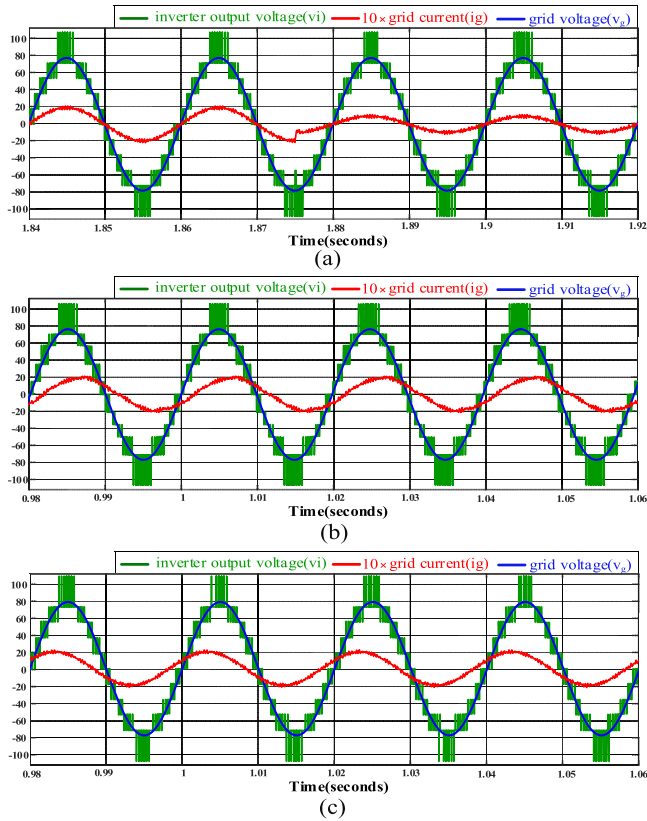 inverter output voltage(vi) 10×grid current(ig) grid voltage(vg)
100
80
60
40
20
0
-20
-40
-60
-80
-100
1.84 1.85 1.86 1.87 1.88 1.89 1.9 1.91 1.92
Time(seconds)
(a)
inverter output voltage(vi) 10×grid current(ig) grid voltage(vg)
100
80
60
40
20
0
-20
-40
-60
-80
-100
0.98 0.99 1 1.01 1.02 1.03 1.04 1.05 1.06
Time(seconds)
(b)
inverter output voltage(vi) 10×grid current(ig) grid voltage(vg)
100
80
60
40
20
0
-20
-40
-60
-80
-100
0.98 0.99 1 1.01 1.02 1.03 1.04 1.05 1.06
Time(seconds)
(c)